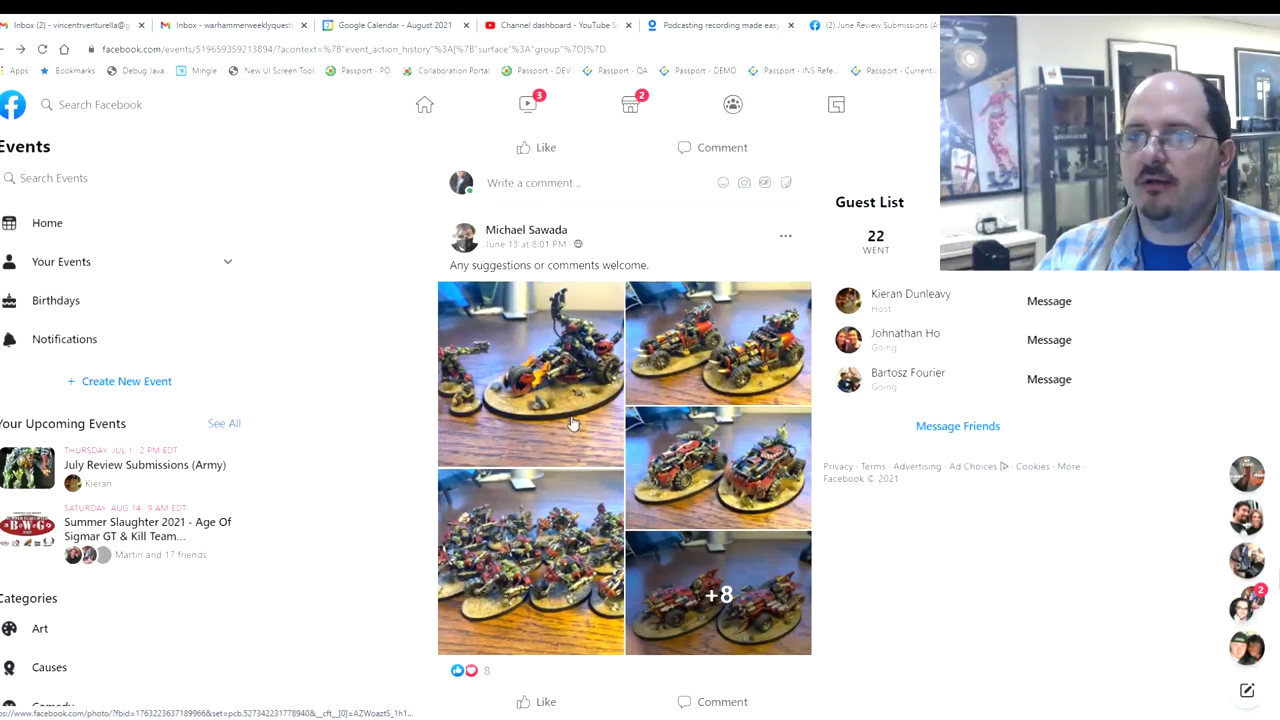 Inbox (2) - vincentrventurella@g
Inbox - warhammerweeklyquest
Google Calendar - August 2021
Channel dashboard - YouTube S
Podcasting recording made easy
(2) June Review Submissions (A
facebook.com/events/519659359213894/?acontext=%7B"event_action_history"%3A[%7B"surface"%3A"group"%7D]%7D
Apps
Bookmarks
Debug Java
Mingle
New UI Screen Tool
Passport - PO
Collaboration Portal
Passport - DEV
Passport - QA
Passport - DEMO
Passport - INS Refe...
Passport - Current...
Search Facebook
3
2
Events
Search Events
Home
Your Events
Birthdays
Notifications
+ Create New Event
Your Upcoming Events
See All
THURSDAY, JUL 1 · 2 PM EDT
July Review Submissions (Army)
Kieran
SATURDAY, AUG 14 · 9 AM EDT
Summer Slaughter 2021 - Age Of
Sigmar GT & Kill Team...
Martin and 17 friends
Categories
Art
Causes
Comedy
Like
Comment
Write a comment...
GIF
Michael Sawada
June 13 at 8:01 PM ·
Any suggestions or comments welcome.
+8
8
Like
Comment
Guest List
22
WENT
Kieran Dunleavy
Host
Message
Johnathan Ho
Going
Message
Bartosz Fourier
Going
Message
Message Friends
Privacy · Terms · Advertising · Ad Choices · Cookies · More ·
Facebook © 2021
2